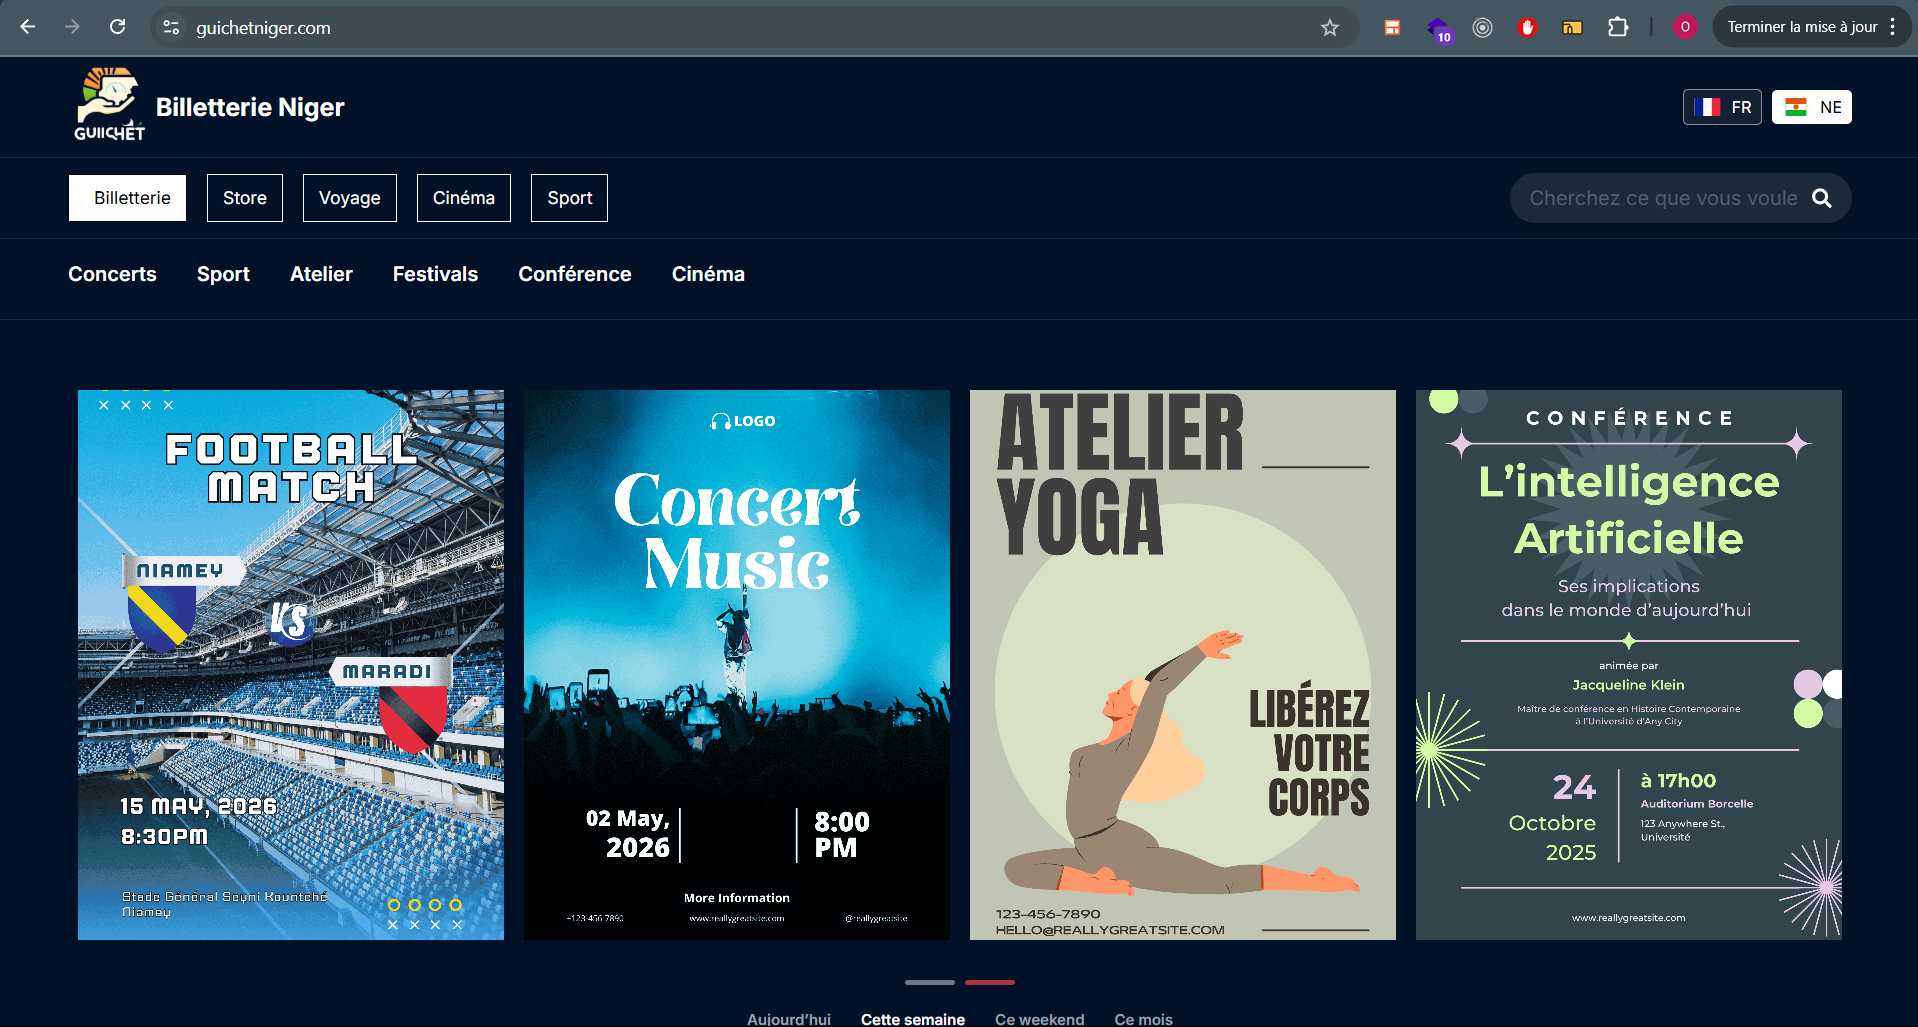 guichetniger.com
10
O
Terminer la mise à jour
GUIICHÉT
Billetterie Niger
FR
NE
Billetterie
Store
Voyage
Cinéma
Sport
Cherchez ce que vous voule
Concerts
Sport
Atelier
Festivals
Conférence
Cinéma
FOOTBALL
MATCH
NIAMEY
VS
MARADI
15 MAY, 2026
8:30PM
Stade Général Seyni Kountché
Niamey
LOGO
Concert
Music
02 May,
2026
8:00
PM
More Information
+123-456-7890
www.reallygreatsite.com
@reallygreatsite
ATELIER
YOGA
LIBÉREZ
VOTRE
CORPS
123-456-7890
HELLO@REALLYGREATSITE.COM
CONFÉRENCE
L'intelligence
Artificielle
Ses implications
dans le monde d'aujourd'hui
animée par
Jacqueline Klein
Maître de conférence en Histoire Contemporaine
à l'Université d'Any City
24
Octobre
2025
à 17h00
Auditorium Borcelle
123 Anywhere St.,
Université
www.reallygreatsite.com
Aujourd'hui
Cette semaine
Ce weekend
Ce mois